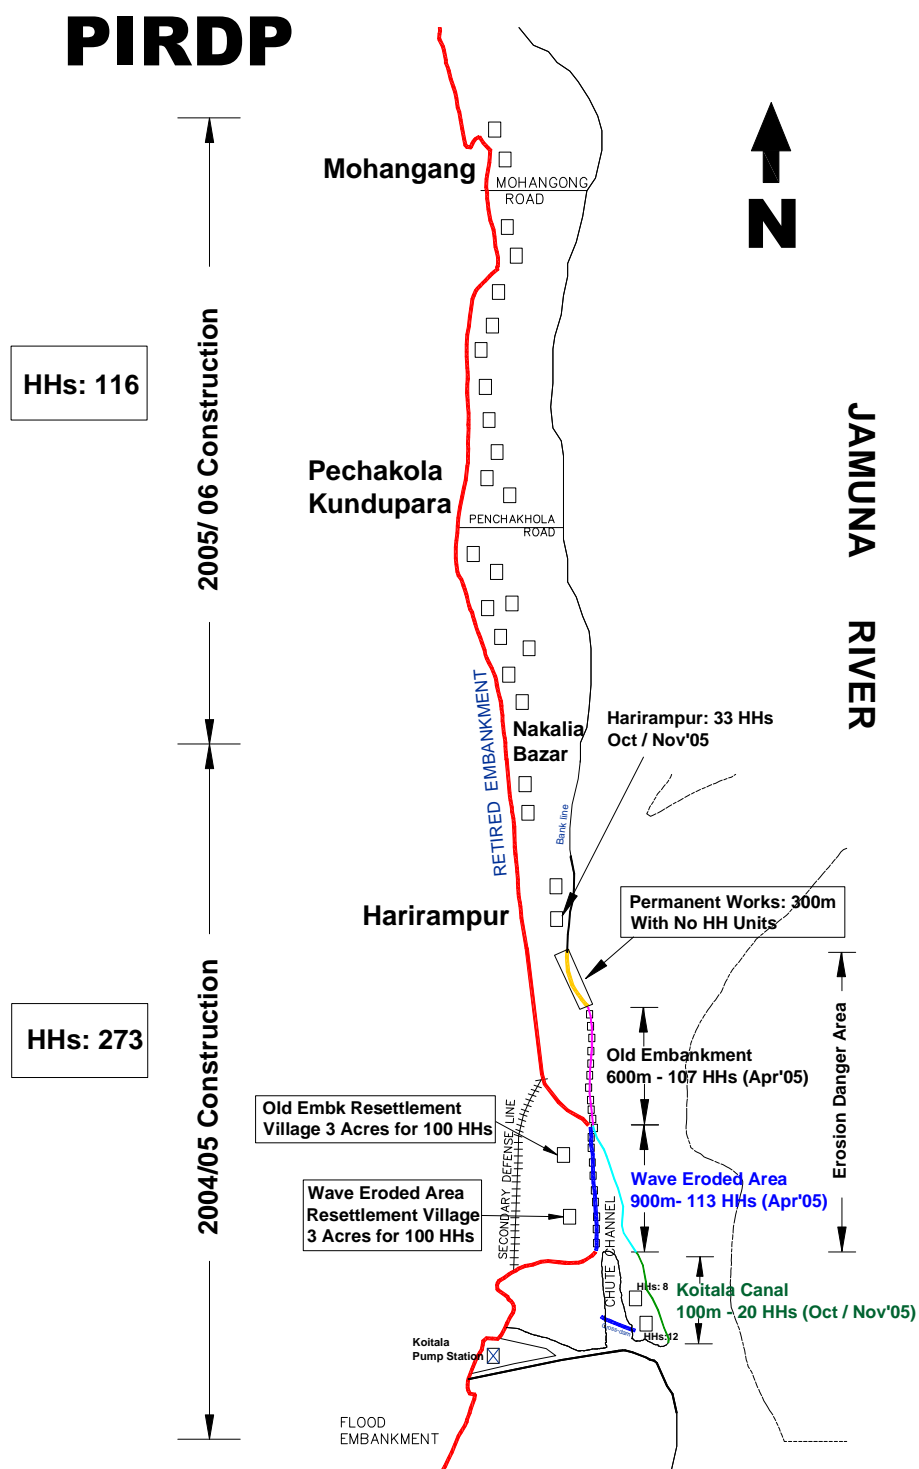 PIRDP
Mohangang
MOHANGONG
ROAD
N
2005/ 06 Construction
HHs: 116
JAMUNA RIVER
Pechakola
Kundupara
PENCHAKHOLA
ROAD
RETIRED EMBANKMENT
Nakalia
Bazar
Harirampur: 33 HHs
Oct / Nov'05
Bank line
Harirampur
Permanent Works: 300m
With No HH Units
2004/05 Construction
HHs: 273
Erosion Danger Area
Old Embankment
600m - 107 HHs (Apr'05)
Old Embk Resettlement
Village 3 Acres for 100 HHs
SECONDARY DEFENSE LINE
Wave Eroded Area
900m- 113 HHs (Apr'05)
Wave Eroded Area
Resettlement Village
3 Acres for 100 HHs
CHUTE CHANNEL
HHs: 8
Koitala Canal
100m - 20 HHs (Oct / Nov'05)
Cross-dam
HHs:12
Koitala
Pump Station
FLOOD
EMBANKMENT